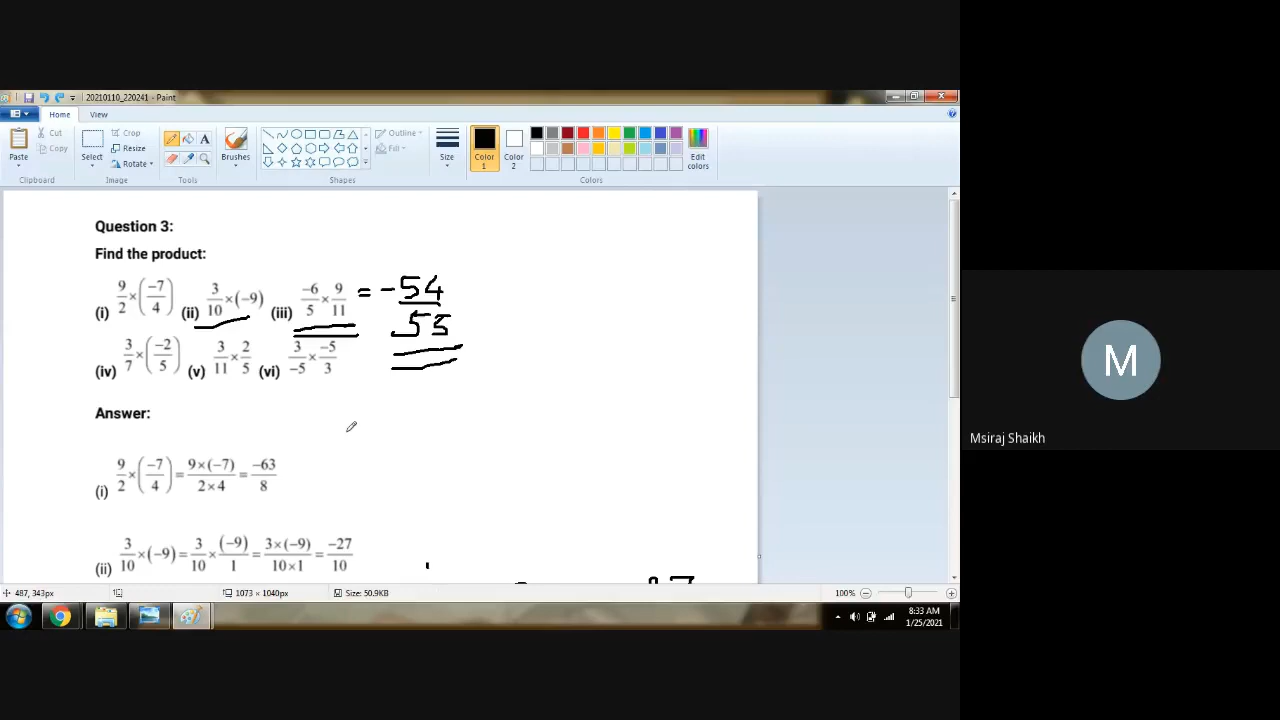 20210110_220241 - Paint
Home View
Paste Cut Copy Select Crop Resize Rotate A Brushes Outline Fill Size Color 1 Color 2 Edit colors
Clipboard Image Tools Shapes Colors
Question 3:
Find the product:
(i) 9/2 × (−7/4) (ii) 3/10 × (−9) (iii) −6/5 × 9/11 = −54/55
(iv) 3/7 × (−2/5) (v) 3/11 × 2/5 (vi) 3/−5 × −5/3
Answer:
(i) 9/2 × (−7/4) = 9×(−7)/2×4 = −63/8
(ii) 3/10 × (−9) = 3/10 × (−9)/1 = 3×(−9)/10×1 = −27/10
487, 343px 1073 × 1040px Size: 50.9KB 100%
8:33 AM
1/25/2021
M
Msiraj Shaikh